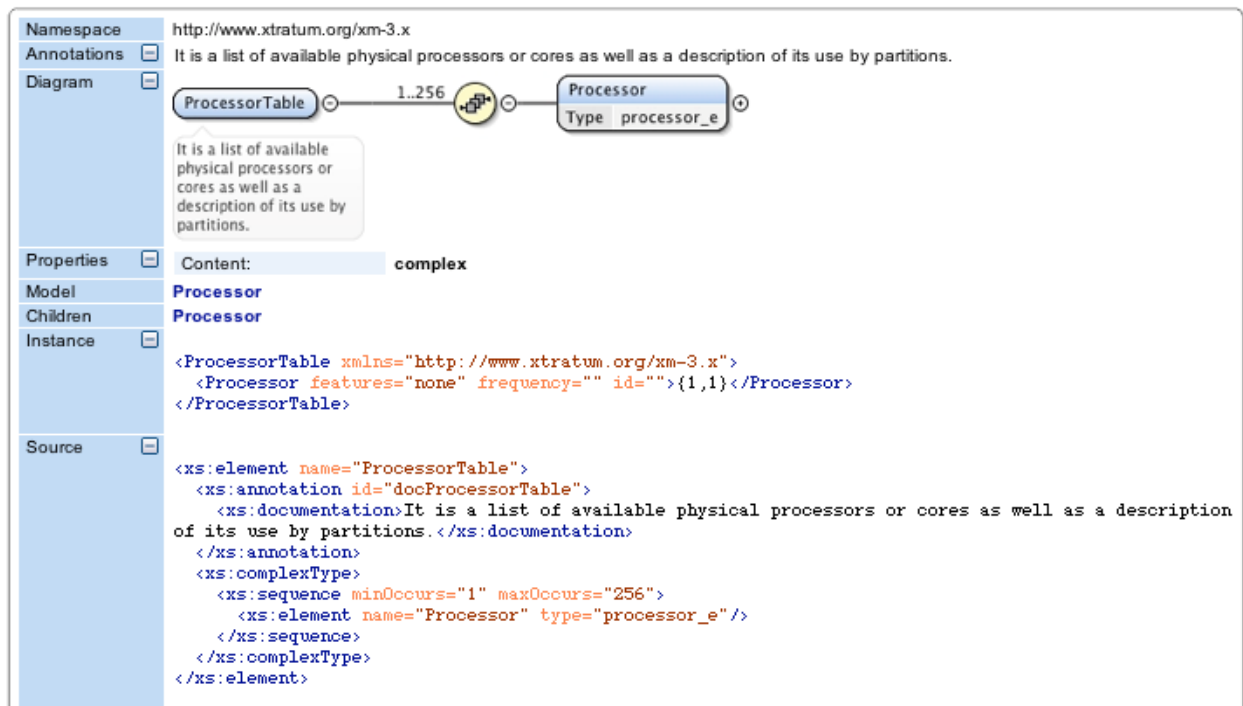 Namespace http://www.xtratum.org/xm-3.x
Annotations It is a list of available physical processors or cores as well as a description of its use by partitions.
Diagram
ProcessorTable 1..256 Processor
Type processor_e
It is a list of available
physical processors or
cores as well as a
description of its use by
partitions.
Properties Content: complex
Model Processor
Children Processor
Instance
<ProcessorTable xmlns="http://www.xtratum.org/xm-3.x">
<Processor features="none" frequency="" id="">{1,1}</Processor>
</ProcessorTable>
Source
<xs:element name="ProcessorTable">
<xs:annotation id="docProcessorTable">
<xs:documentation>It is a list of available physical processors or cores as well as a description
of its use by partitions.</xs:documentation>
</xs:annotation>
<xs:complexType>
<xs:sequence minOccurs="1" maxOccurs="256">
<xs:element name="Processor" type="processor_e"/>
</xs:sequence>
</xs:complexType>
</xs:element>